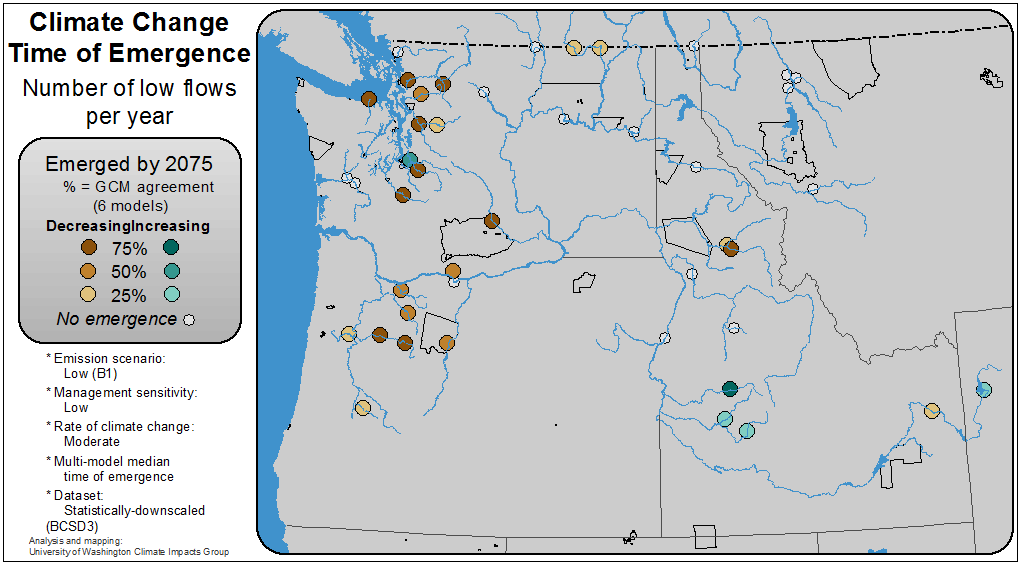 Climate Change
Time of Emergence
Number of low flows
per year
Emerged by 2075
% = GCM agreement
(6 models)
DecreasingIncreasing
75%
50%
25%
No emergence
* Emission scenario:
Low (B1)
* Management sensitivity:
Low
* Rate of climate change:
Moderate
* Multi-model median
time of emergence
* Dataset:
Statistically-downscaled
(BCSD3)
Analysis and mapping:
University of Washington Climate Impacts Group